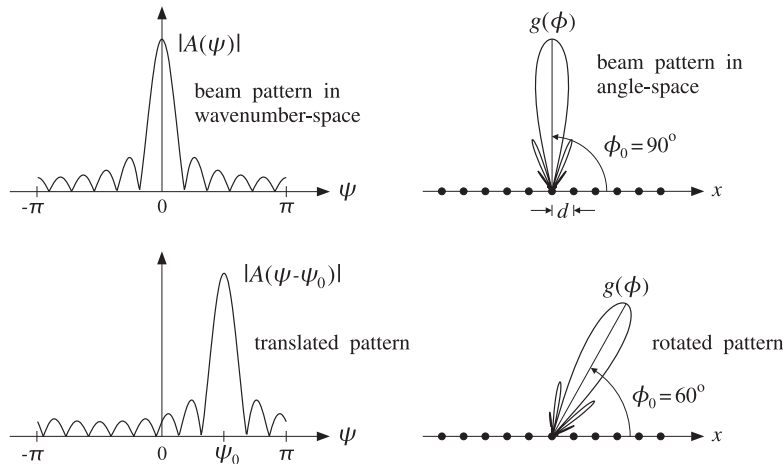 |A(ψ)|
beam pattern in
wavenumber-space
-π
0
π
ψ
g(ϕ)
beam pattern in
angle-space
ϕ₀ = 90°
d
x
|A(ψ-ψ₀)|
translated pattern
-π
0
ψ₀
π
ψ
g(ϕ)
rotated pattern
ϕ₀ = 60°
x